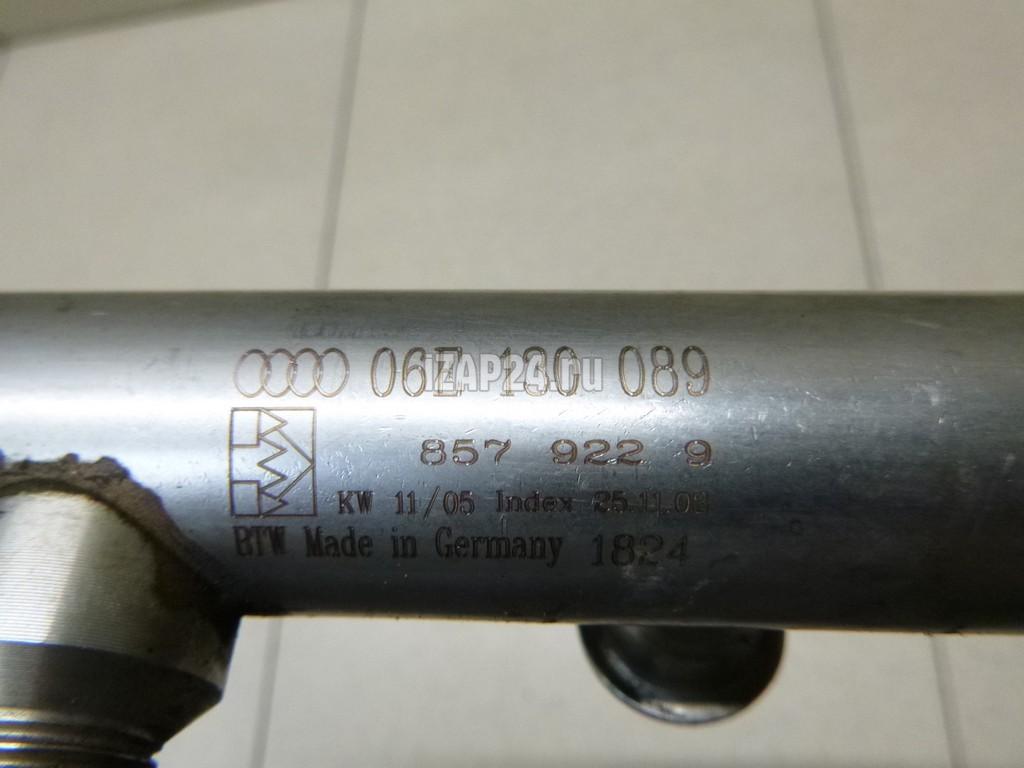 06E 130 089
iZAP24.ru
857 922 9
KW 11/05 Index 25.11.03
BTW Made in Germany 1824